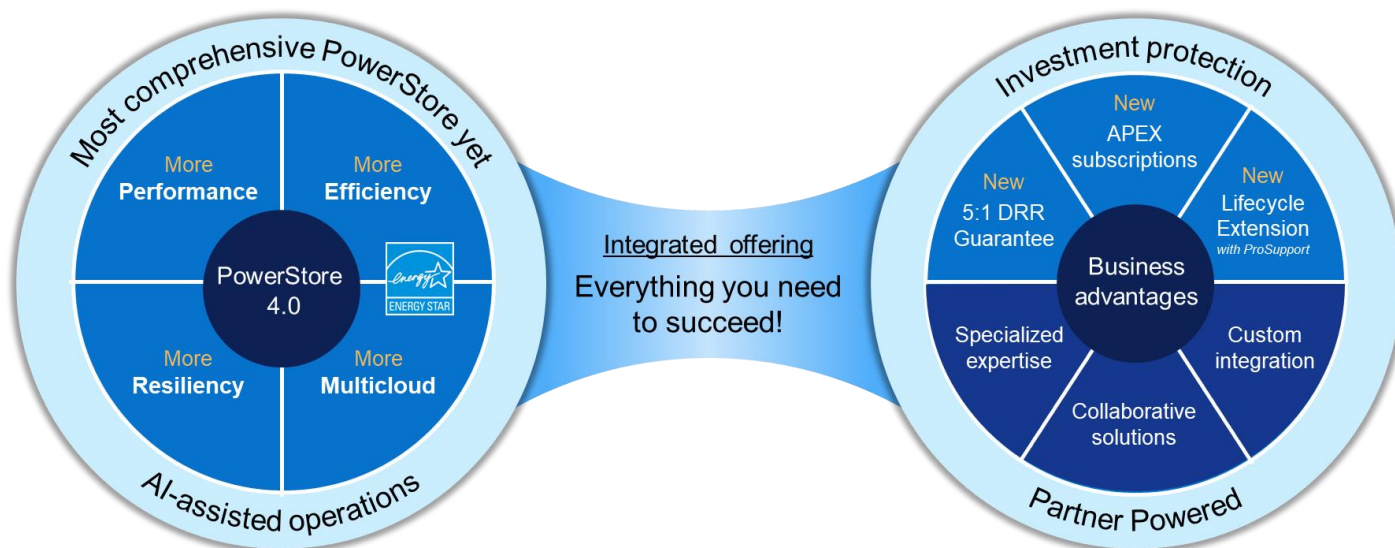 Most comprehensive PowerStore yet
More
Performance
More
Efficiency
PowerStore
4.0
energy
ENERGY STAR
More
Resiliency
More
Multicloud
AI-assisted operations
Integrated offering
Everything you need
to succeed!
Investment protection
New
APEX
subscriptions
New
5:1 DRR
Guarantee
New
Lifecycle
Extension
with ProSupport
Business
advantages
Specialized
expertise
Custom
integration
Collaborative
solutions
Partner Powered